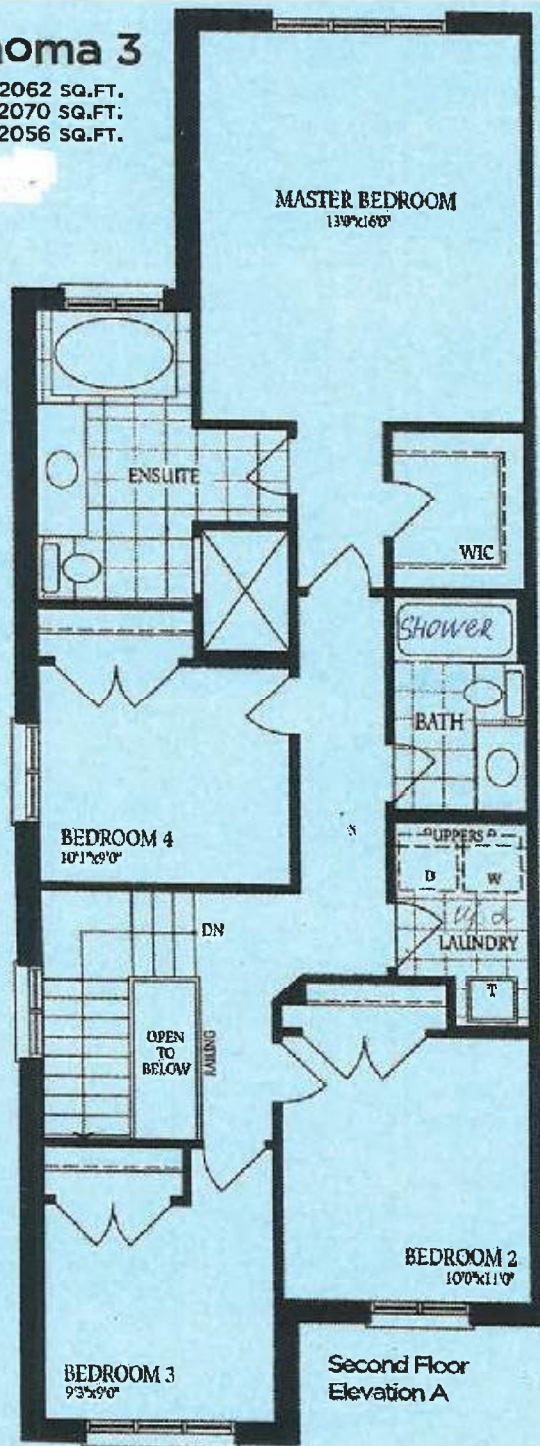 oma 3
2062 SQ.FT.
2070 SQ.FT.
2056 SQ.FT.
MASTER BEDROOM
13'0"x16'0"
ENSUITE
WIC
SHOWER
BATH
BEDROOM 4
10'1"x9'0"
UPPERS
D W
LAUNDRY
T
DN
OPEN
TO
BELOW
RAILING
BEDROOM 2
10'0"x11'0"
BEDROOM 3
9'3"x9'0"
Second Floor
Elevation A